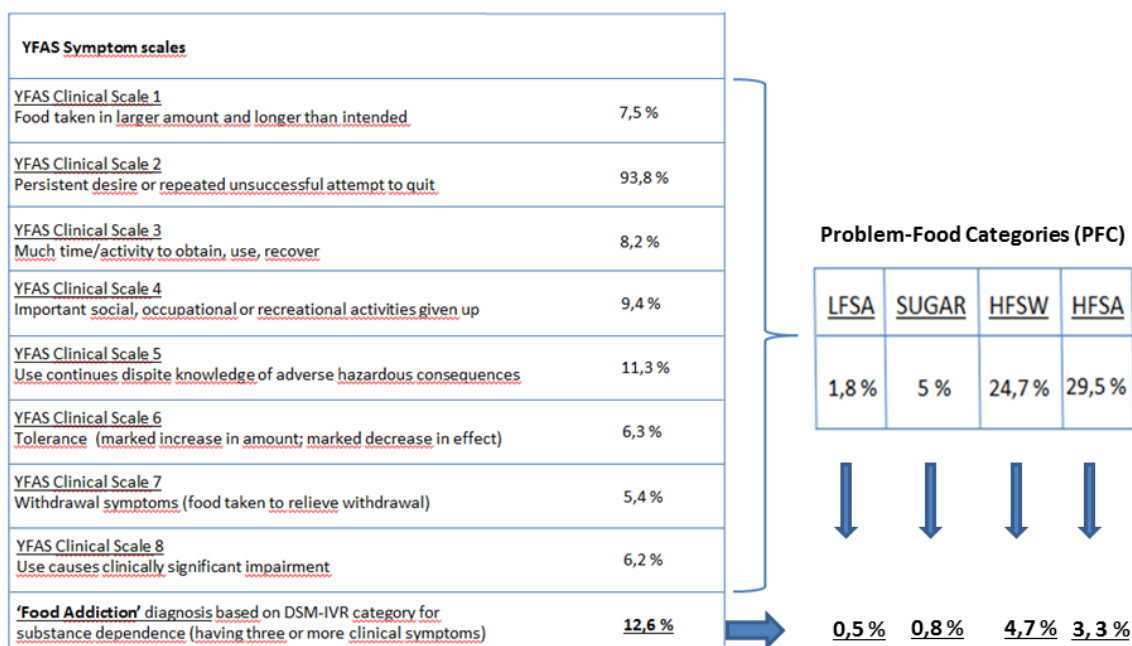 YFAS Symptom scales
YFAS Clinical Scale 1
Food taken in larger amount and longer than intended
7,5 %
YFAS Clinical Scale 2
Persistent desire or repeated unsuccessful attempt to quit
93,8 %
YFAS Clinical Scale 3
Much time/activity to obtain, use, recover
8,2 %
YFAS Clinical Scale 4
Important social, occupational or recreational activities given up
9,4 %
YFAS Clinical Scale 5
Use continues dispite knowledge of adverse hazardous consequences
11,3 %
YFAS Clinical Scale 6
Tolerance (marked increase in amount; marked decrease in effect)
6,3 %
YFAS Clinical Scale 7
Withdrawal symptoms (food taken to relieve withdrawal)
5,4 %
YFAS Clinical Scale 8
Use causes clinically significant impairment
6,2 %
'Food Addiction' diagnosis based on DSM-IVR category for
substance dependence (having three or more clinical symptoms)
12,6 %
Problem-Food Categories (PFC)
LFSA SUGAR HFSW HFSA
1,8 % 5 % 24,7 % 29,5 %
0,5 % 0,8 % 4,7 % 3, 3 %